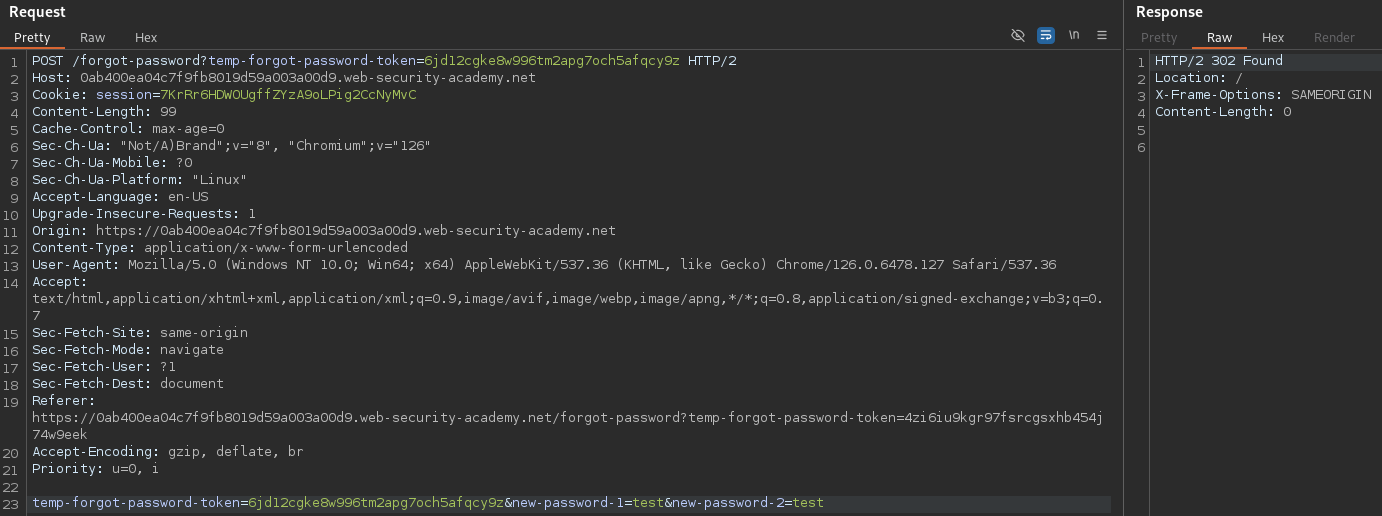 Request
Response
Pretty Raw Hex
\n
Pretty Raw Hex Render
1 POST /forgot-password?temp-forgot-password-token=6jd12cgke8w996tm2apg7och5afqcy9z HTTP/2
2 Host: 0ab400ea04c7f9fb8019d59a003a00d9.web-security-academy.net
3 Cookie: session=7KrRr6HDWOUgffZYzA9oLPig2CcNyMvC
4 Content-Length: 99
5 Cache-Control: max-age=0
6 Sec-Ch-Ua: "Not/A)Brand";v="8", "Chromium";v="126"
7 Sec-Ch-Ua-Mobile: ?0
8 Sec-Ch-Ua-Platform: "Linux"
9 Accept-Language: en-US
10 Upgrade-Insecure-Requests: 1
11 Origin: https://0ab400ea04c7f9fb8019d59a003a00d9.web-security-academy.net
12 Content-Type: application/x-www-form-urlencoded
13 User-Agent: Mozilla/5.0 (Windows NT 10.0; Win64; x64) AppleWebKit/537.36 (KHTML, like Gecko) Chrome/126.0.6478.127 Safari/537.36
14 Accept:
text/html,application/xhtml+xml,application/xml;q=0.9,image/avif,image/webp,image/apng,*/*;q=0.8,application/signed-exchange;v=b3;q=0.
7
15 Sec-Fetch-Site: same-origin
16 Sec-Fetch-Mode: navigate
17 Sec-Fetch-User: ?1
18 Sec-Fetch-Dest: document
19 Referer:
https://0ab400ea04c7f9fb8019d59a003a00d9.web-security-academy.net/forgot-password?temp-forgot-password-token=4zi6iu9kgr97fsrcgsxhb454j
74w9eek
20 Accept-Encoding: gzip, deflate, br
21 Priority: u=0, i
22
23 temp-forgot-password-token=6jd12cgke8w996tm2apg7och5afqcy9z&new-password-1=test&new-password-2=test
1 HTTP/2 302 Found
2 Location: /
3 X-Frame-Options: SAMEORIGIN
4 Content-Length: 0
5
6